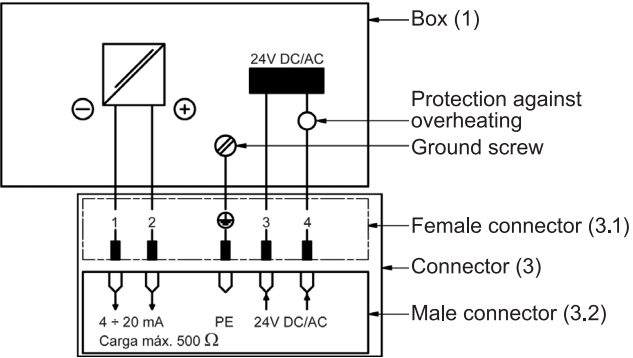 Box (1)
24V DC/AC
⊖ ⊕
Protection against
overheating
Ground screw
1 2 3 4
Female connector (3.1)
Connector (3)
4 ÷ 20 mA PE 24V DC/AC
Carga máx. 500 Ω
Male connector (3.2)